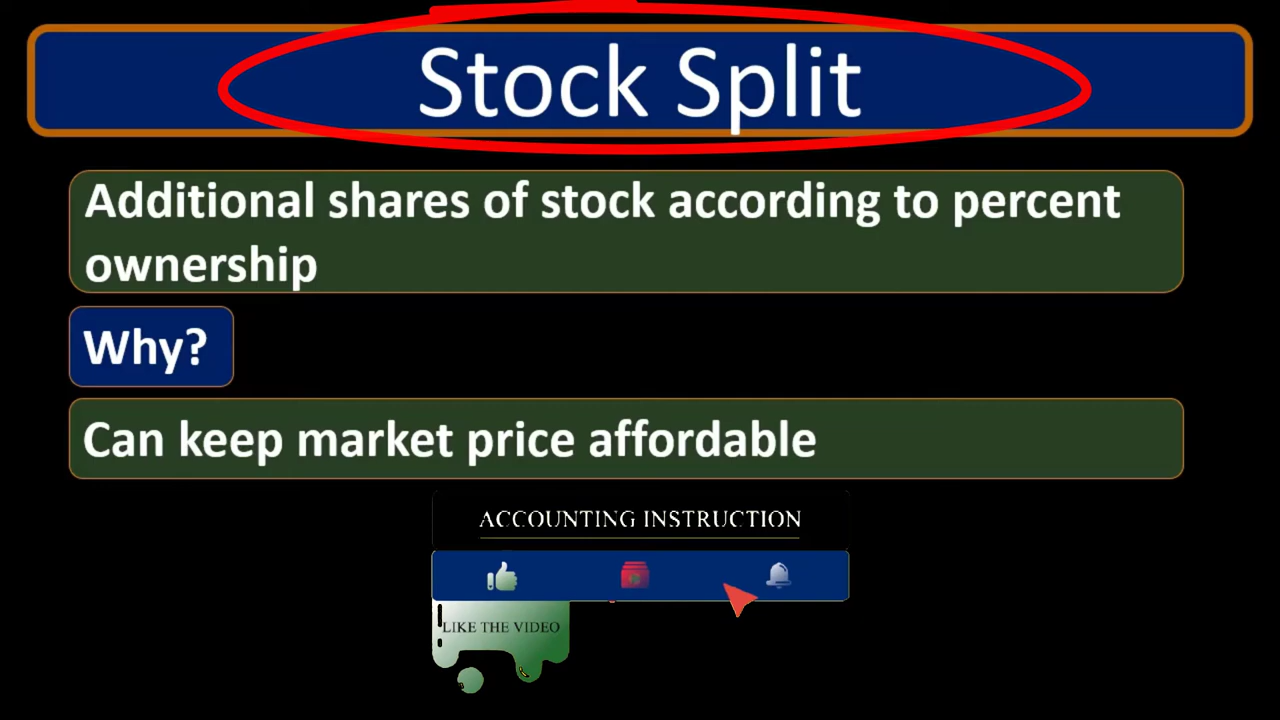 Stock Split
Additional shares of stock according to percent
ownership
Why?
Can keep market price affordable
ACCOUNTING INSTRUCTION
LIKE THE VIDEO